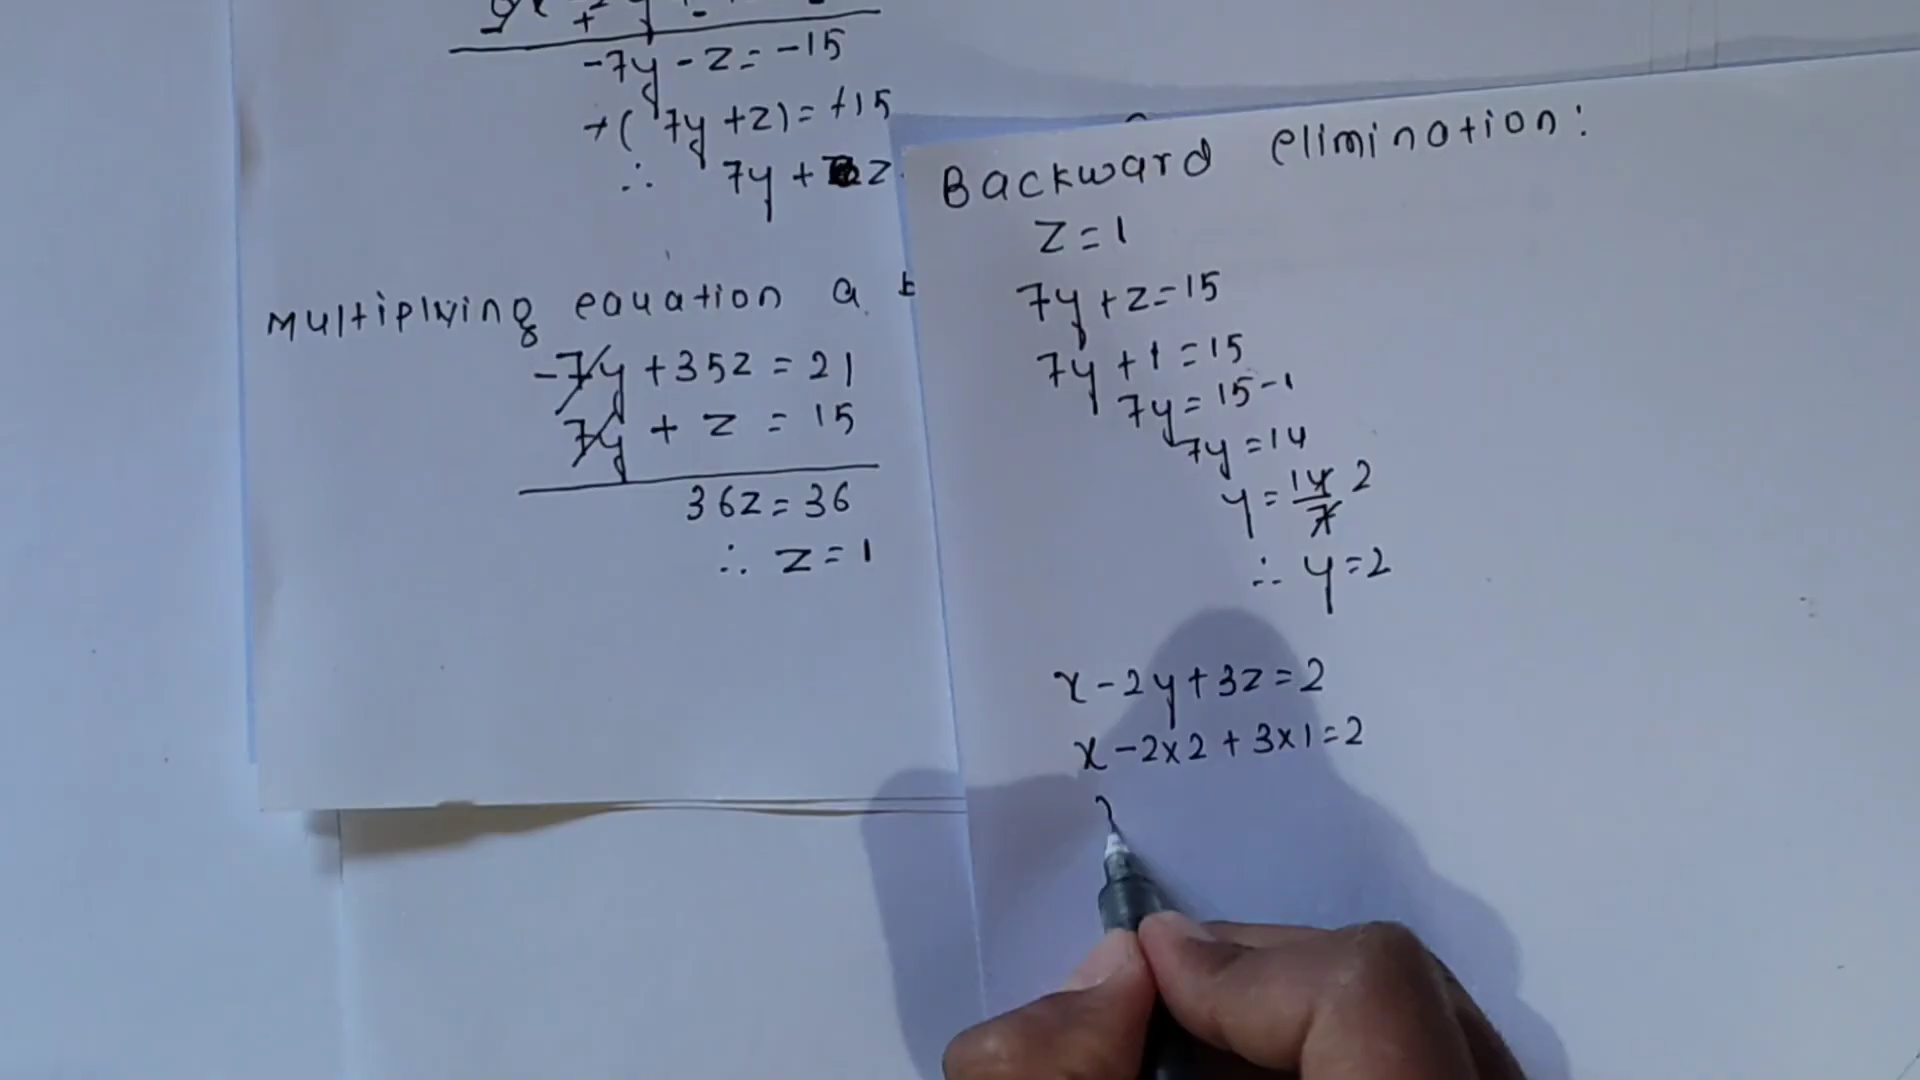 -7y - z = -15
+(7y + z) = +15
∴ 7y + z
Multiplying equation a
-7y + 35z = 21
7y + z = 15
36z = 36
∴ z = 1
Backward elimination:
z = 1
7y + z = 15
7y + 1 = 15
7y = 15 - 1
7y = 14
y = 14/7 2
∴ y = 2
x - 2y + 3z = 2
x - 2x2 + 3x1 = 2